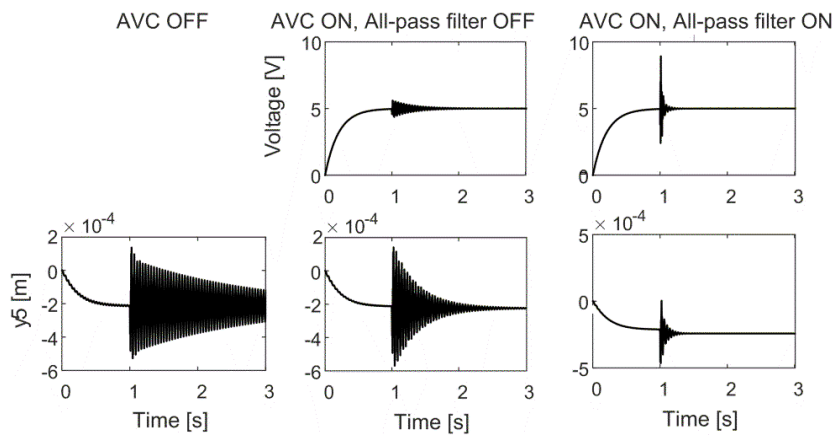 AVC OFF
AVC ON, All-pass filter OFF
AVC ON, All-pass filter ON
Voltage [V]
10
5
0
0 1 2 3
10
5
0
0 1 2 3
y5 [m]
× 10-4
2
0
-2
-4
-6
0 1 2 3
Time [s]
× 10-4
2
0
-2
-4
-6
0 1 2 3
Time [s]
× 10-4
5
0
-5
0 1 2 3
Time [s]